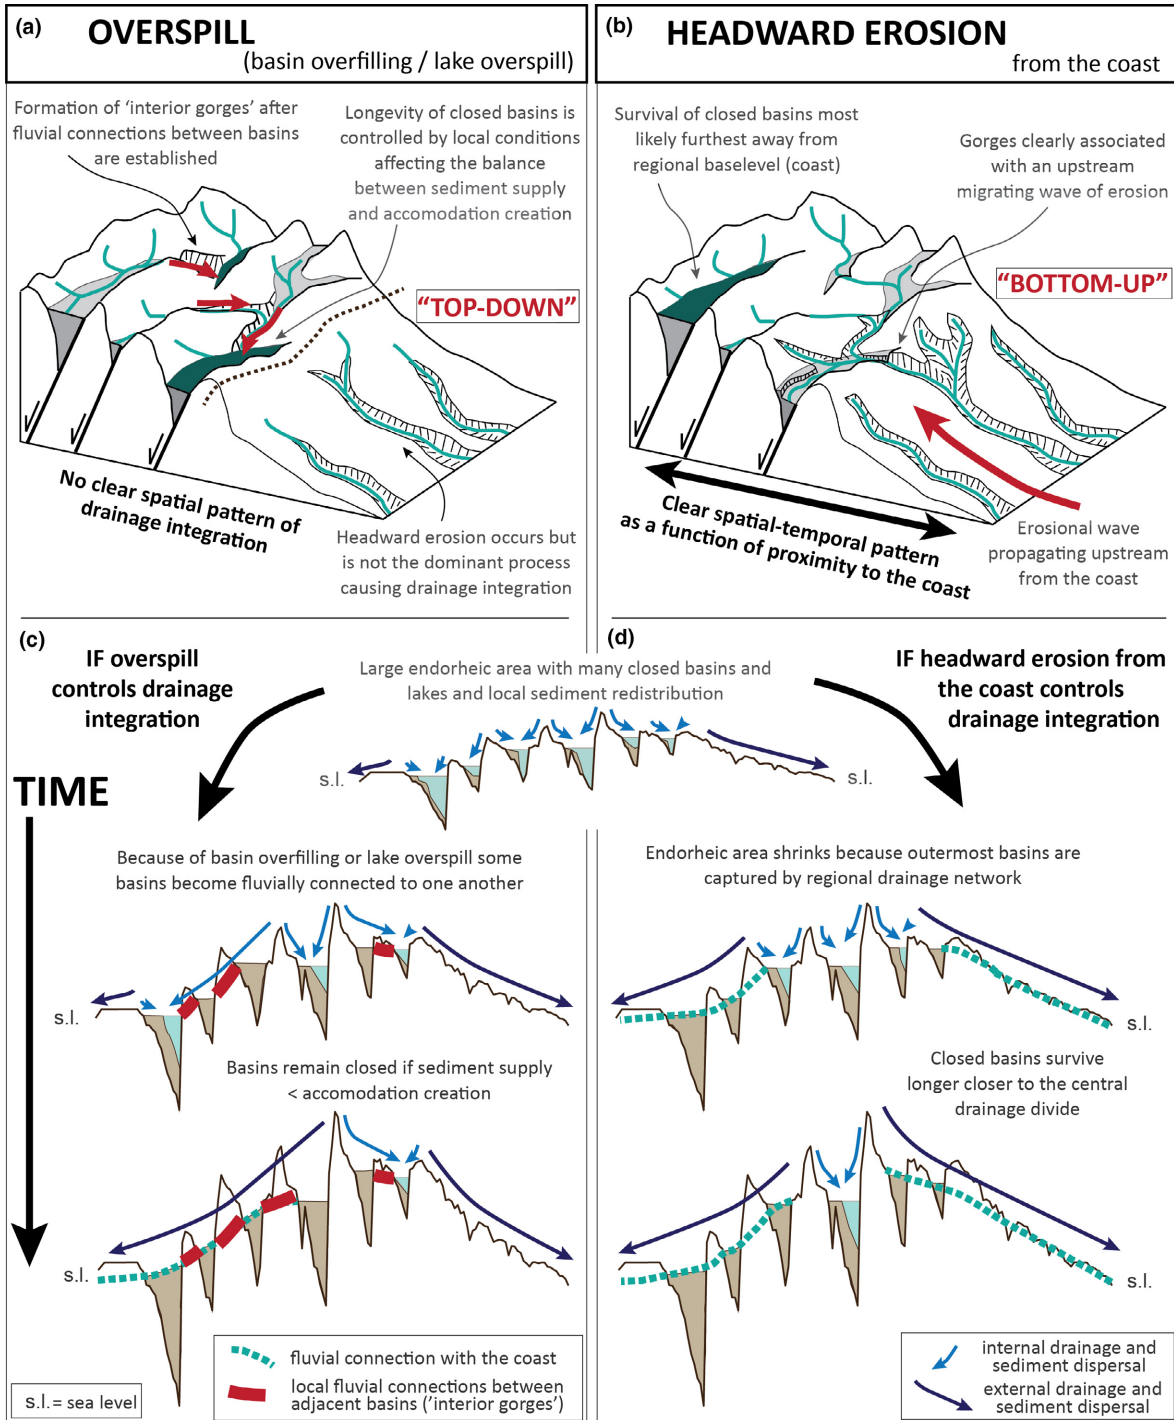 (a)
OVERSPILL
(basin overfilling / lake overspill)
Formation of ‘interior gorges’ after
fluvial connections between basins
are established
Longevity of closed basins is
controlled by local conditions
affecting the balance
between sediment supply
and accomodation creation
“TOP-DOWN”
No clear spatial pattern of
drainage integration
Headward erosion occurs but
is not the dominant process
causing drainage integration
(b)
HEADWARD EROSION
from the coast
Survival of closed basins most
likely furthest away from
regional baselevel (coast)
Gorges clearly associated
with an upstream
migrating wave of erosion
“BOTTOM-UP”
Clear spatial-temporal pattern
as a function of proximity to the coast
Erosional wave
propagating upstream
from the coast
(c)
IF overspill
controls drainage
integration
Large endorheic area with many closed basins and
lakes and local sediment redistribution
s.l.
s.l.
(d)
IF headward erosion from
the coast controls
drainage integration
TIME
Because of basin overfilling or lake overspill some
basins become fluvially connected to one another
s.l.
Basins remain closed if sediment supply
< accomodation creation
s.l.
Endorheic area shrinks because outermost basins are
captured by regional drainage network
s.l.
Closed basins survive
longer closer to the central
drainage divide
s.l.
s.l. = sea level
fluvial connection with the coast
local fluvial connections between
adjacent basins (’interior gorges’)
internal drainage and
sediment dispersal
external drainage and
sediment dispersal